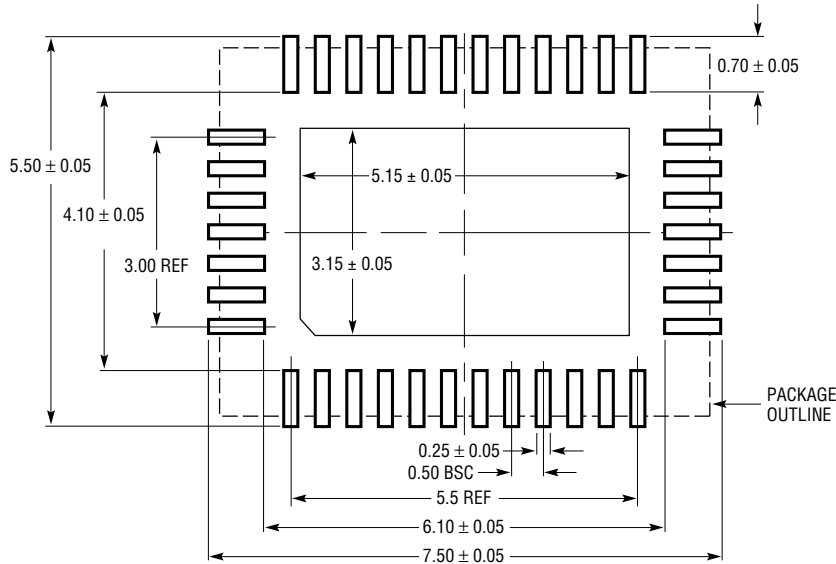 0.70 ± 0.05
5.50 ± 0.05
5.15 ± 0.05
4.10 ± 0.05
3.00 REF
3.15 ± 0.05
PACKAGE
OUTLINE
0.25 ± 0.05
0.50 BSC
5.5 REF
6.10 ± 0.05
7.50 ± 0.05